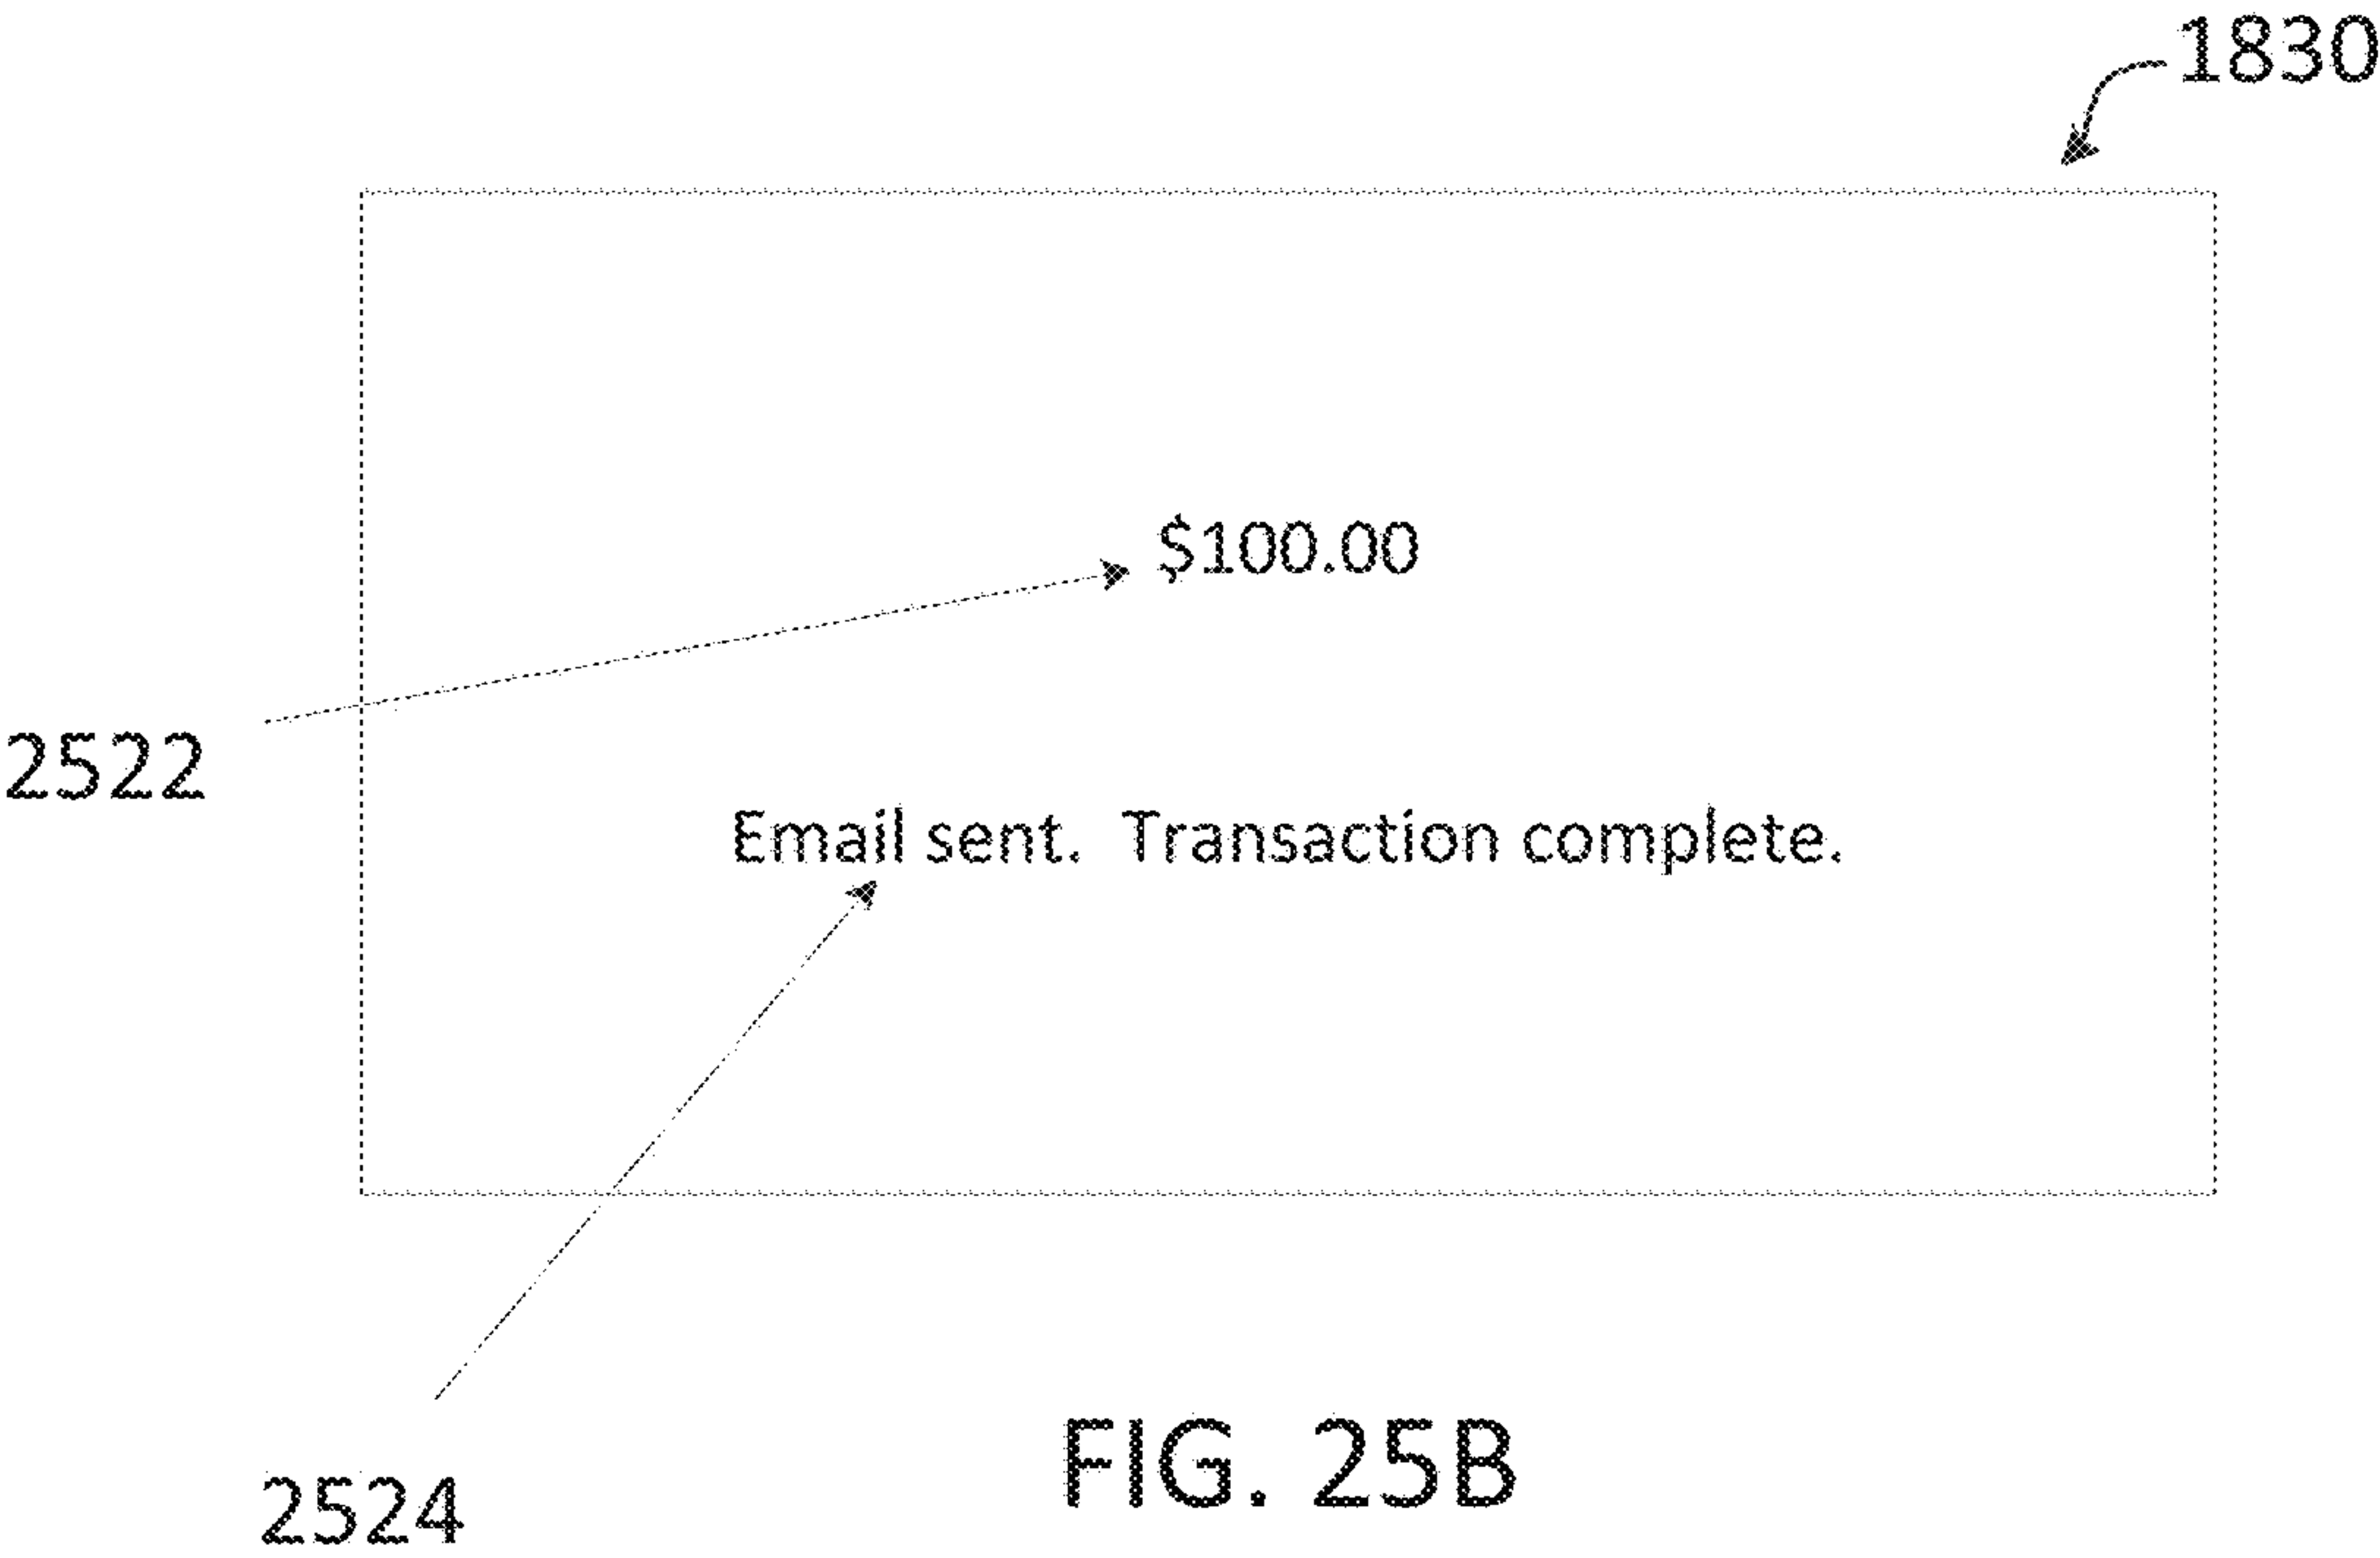 1830
$100.00
2522
Email sent.  Transaction complete.
FIG. 25B
2524